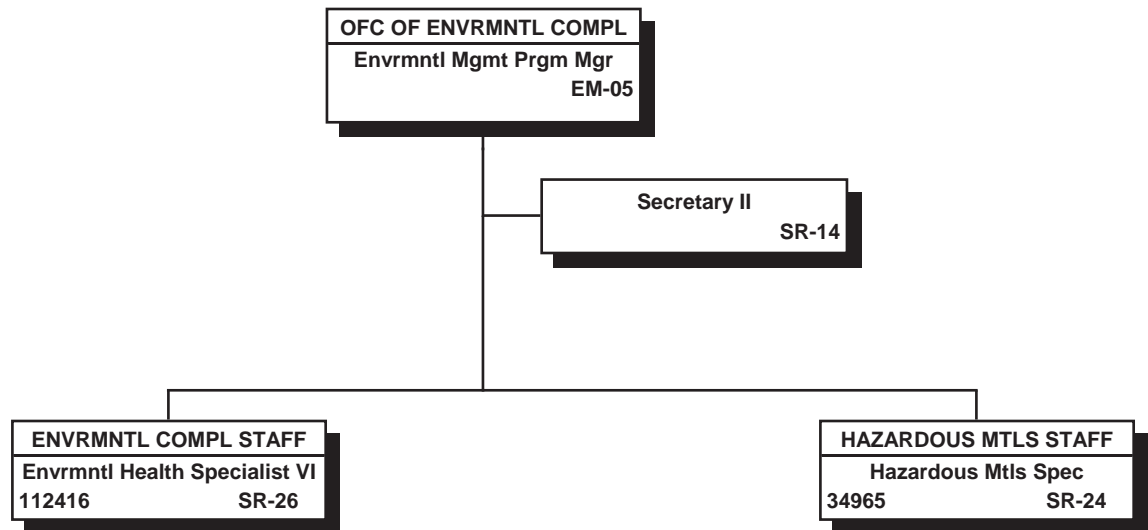 OFC OF ENVRMNTL COMPL
Envrmntl Mgmt Prgm Mgr
EM-05
Secretary II
SR-14
ENVRMNTL COMPL STAFF
Envrmntl Health Specialist VI
112416 SR-26
HAZARDOUS MTLS STAFF
Hazardous Mtls Spec
34965 SR-24